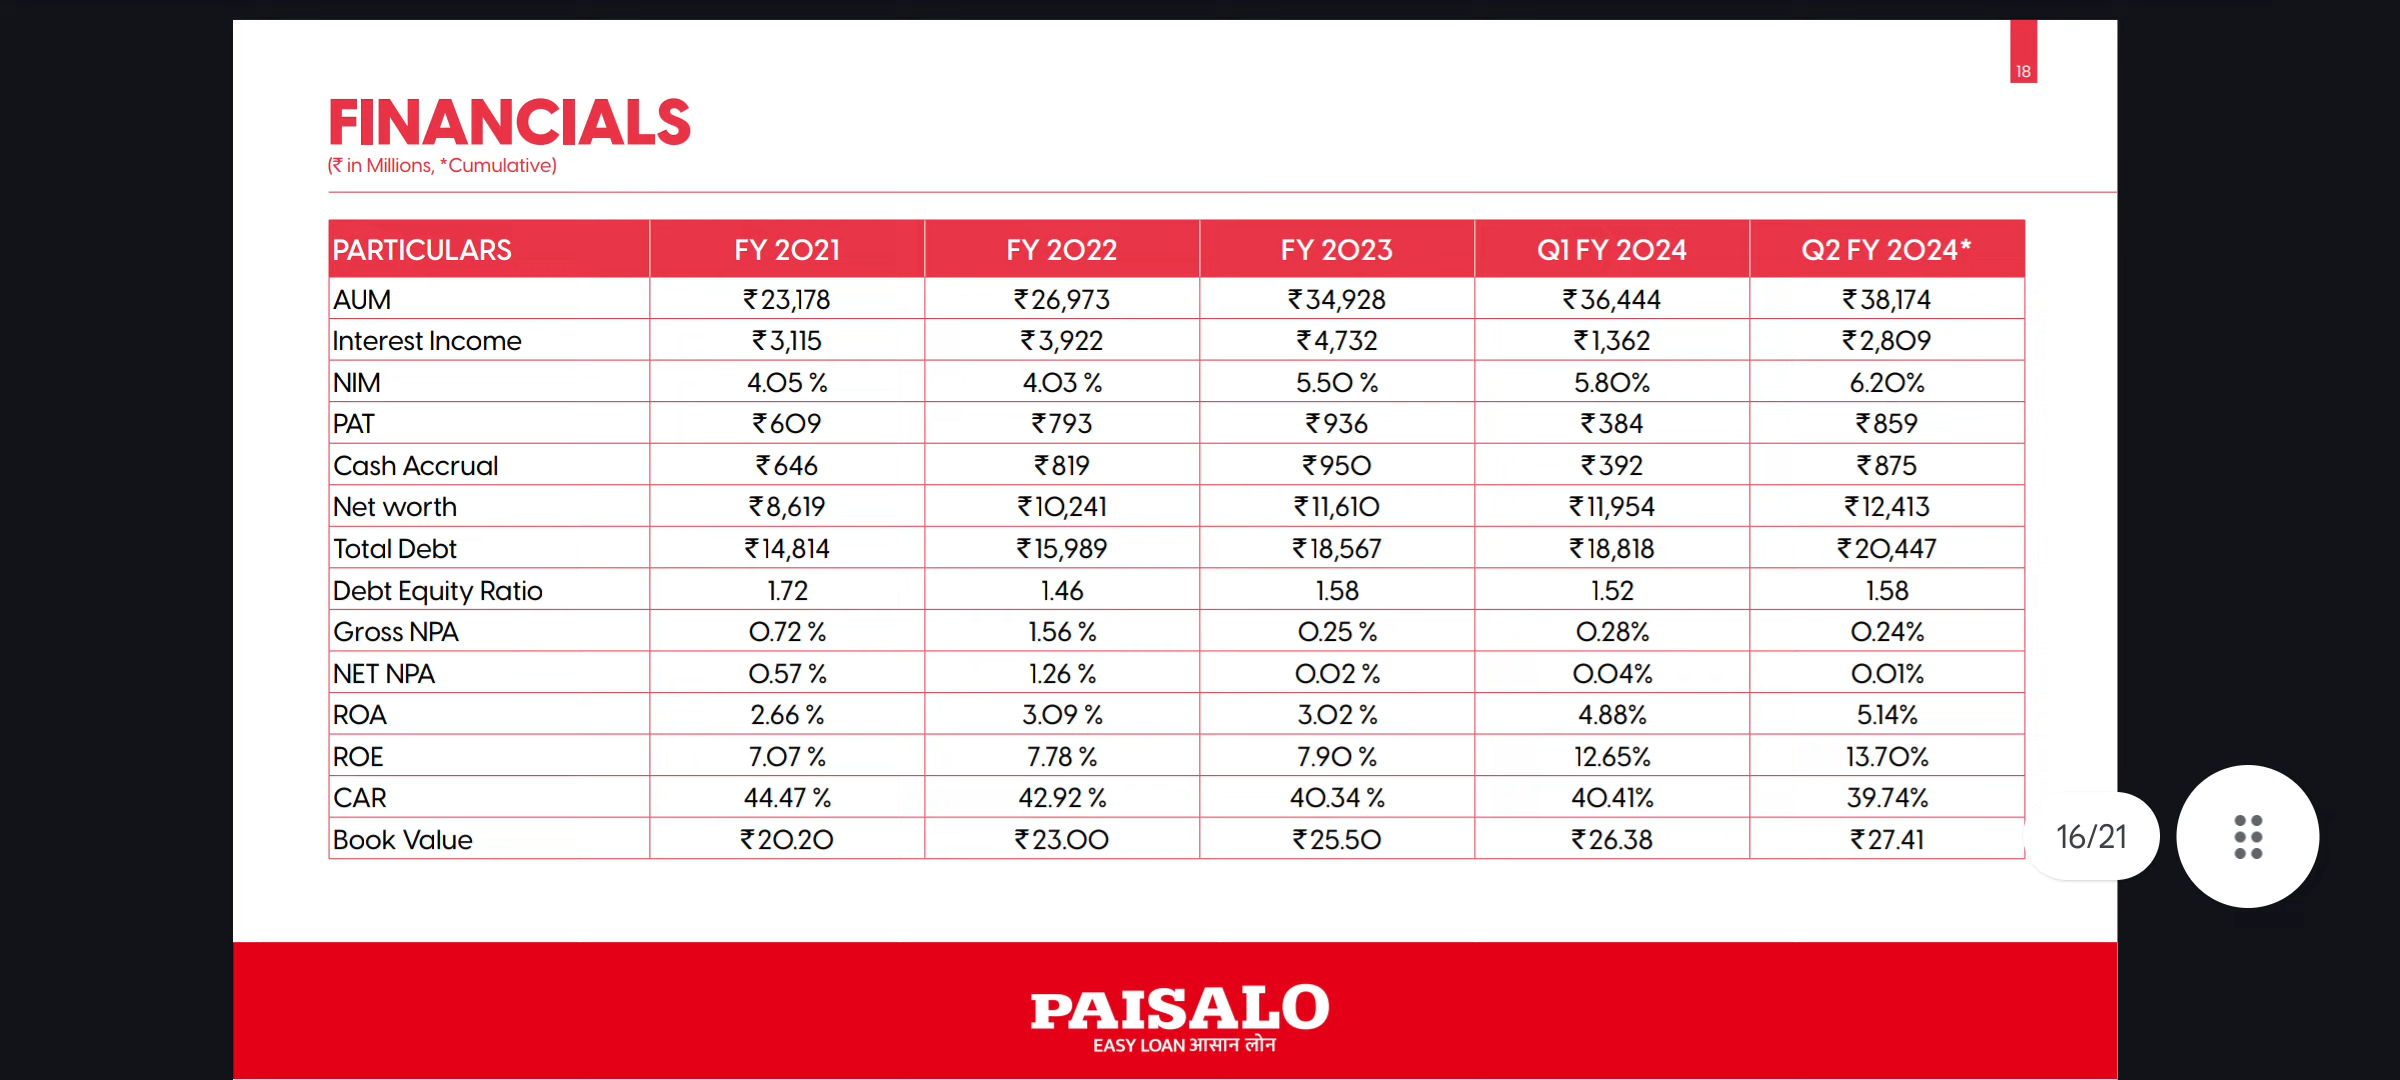 18
FINANCIALS
(₹ in Millions, *Cumulative)
PARTICULARS FY 2021 FY 2022 FY 2023 Q1 FY 2024 Q2 FY 2024*
AUM ₹23,178 ₹26,973 ₹34,928 ₹36,444 ₹38,174
Interest Income ₹3,115 ₹3,922 ₹4,732 ₹1,362 ₹2,809
NIM 4.05 % 4.03 % 5.50 % 5.80% 6.20%
PAT ₹609 ₹793 ₹936 ₹384 ₹859
Cash Accrual ₹646 ₹819 ₹950 ₹392 ₹875
Net worth ₹8,619 ₹10,241 ₹11,610 ₹11,954 ₹12,413
Total Debt ₹14,814 ₹15,989 ₹18,567 ₹18,818 ₹20,447
Debt Equity Ratio 1.72 1.46 1.58 1.52 1.58
Gross NPA 0.72 % 1.56 % 0.25 % 0.28% 0.24%
NET NPA 0.57 % 1.26 % 0.02 % 0.04% 0.01%
ROA 2.66 % 3.09 % 3.02 % 4.88% 5.14%
ROE 7.07 % 7.78 % 7.90 % 12.65% 13.70%
CAR 44.47 % 42.92 % 40.34 % 40.41% 39.74%
Book Value ₹20.20 ₹23.00 ₹25.50 ₹26.38 ₹27.41
16/21
PAISALO
EASY LOAN आसान लोन